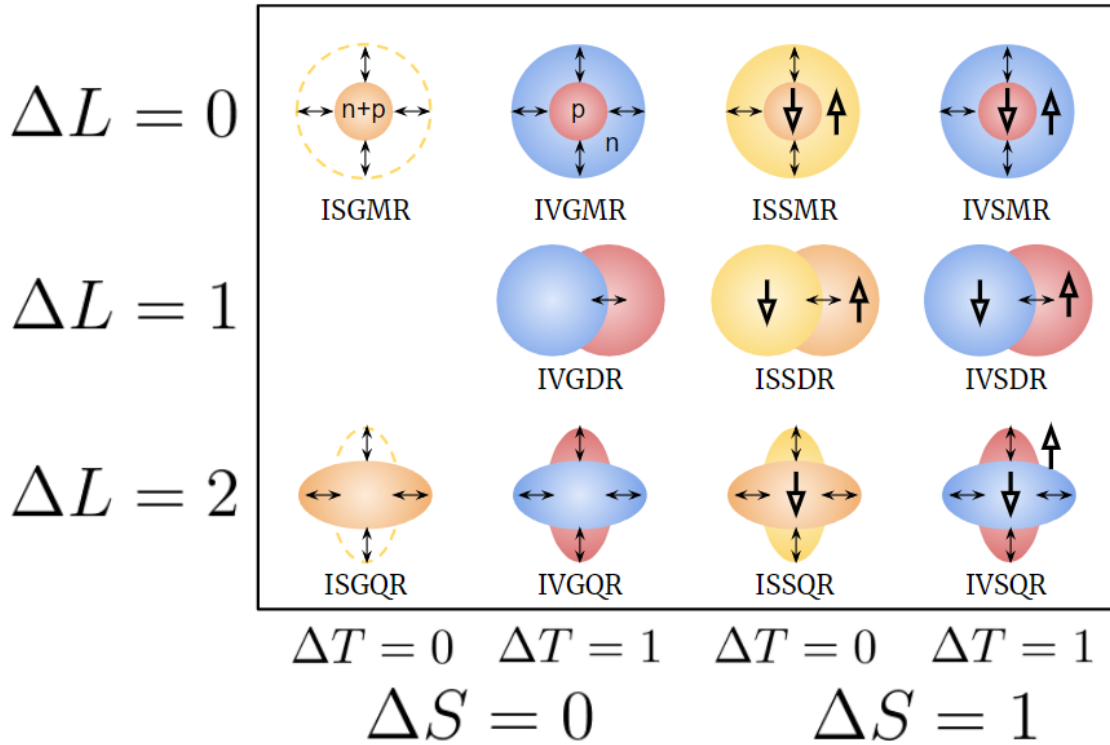 ΔL = 0
n+p
p
n
ISGMR
IVGMR
ISSMR
IVSMR
ΔL = 1
IVGDR
ISSDR
IVSDR
ΔL = 2
ISGQR
IVGQR
ISSQR
IVSQR
ΔT = 0
ΔT = 1
ΔT = 0
ΔT = 1
ΔS = 0
ΔS = 1